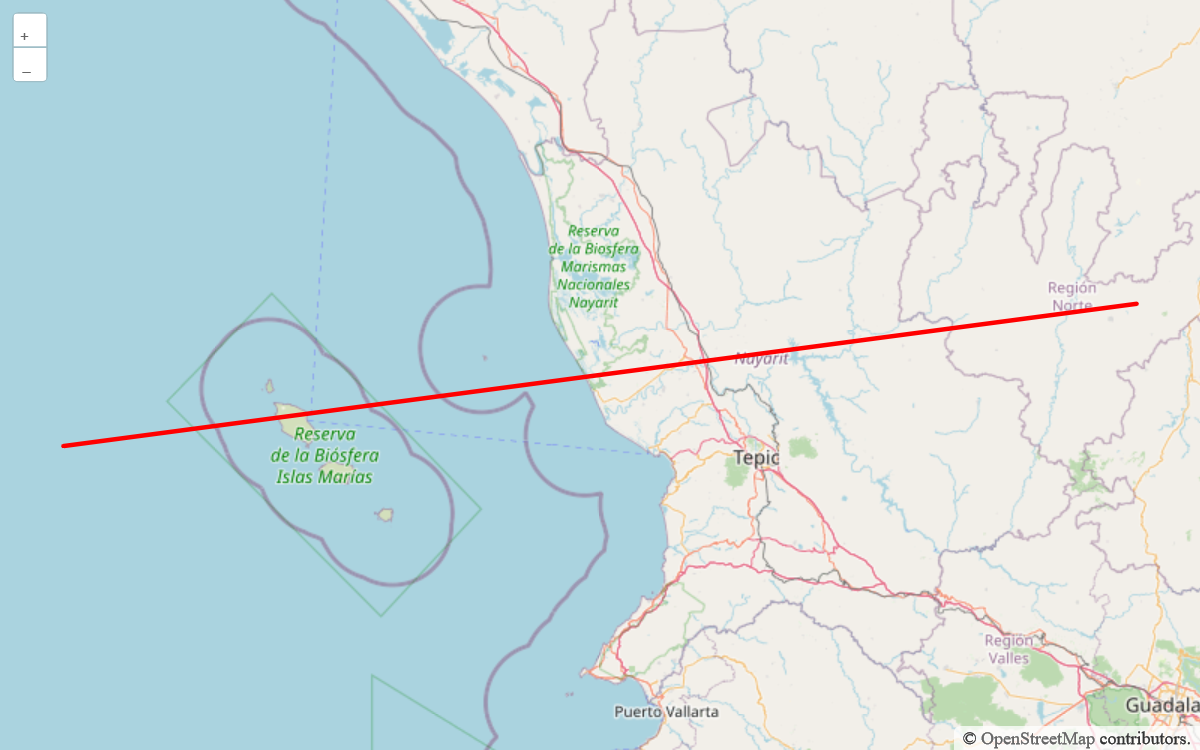 +
–
Reserva
de la Biosfera
Marismas
Nacionales
Nayarit
Región
Norte
Nayarit
Reserva
de la Biósfera
Islas Marías
Tepic
Región
Valles
Puerto Vallarta
Guadala
© OpenStreetMap contributors.